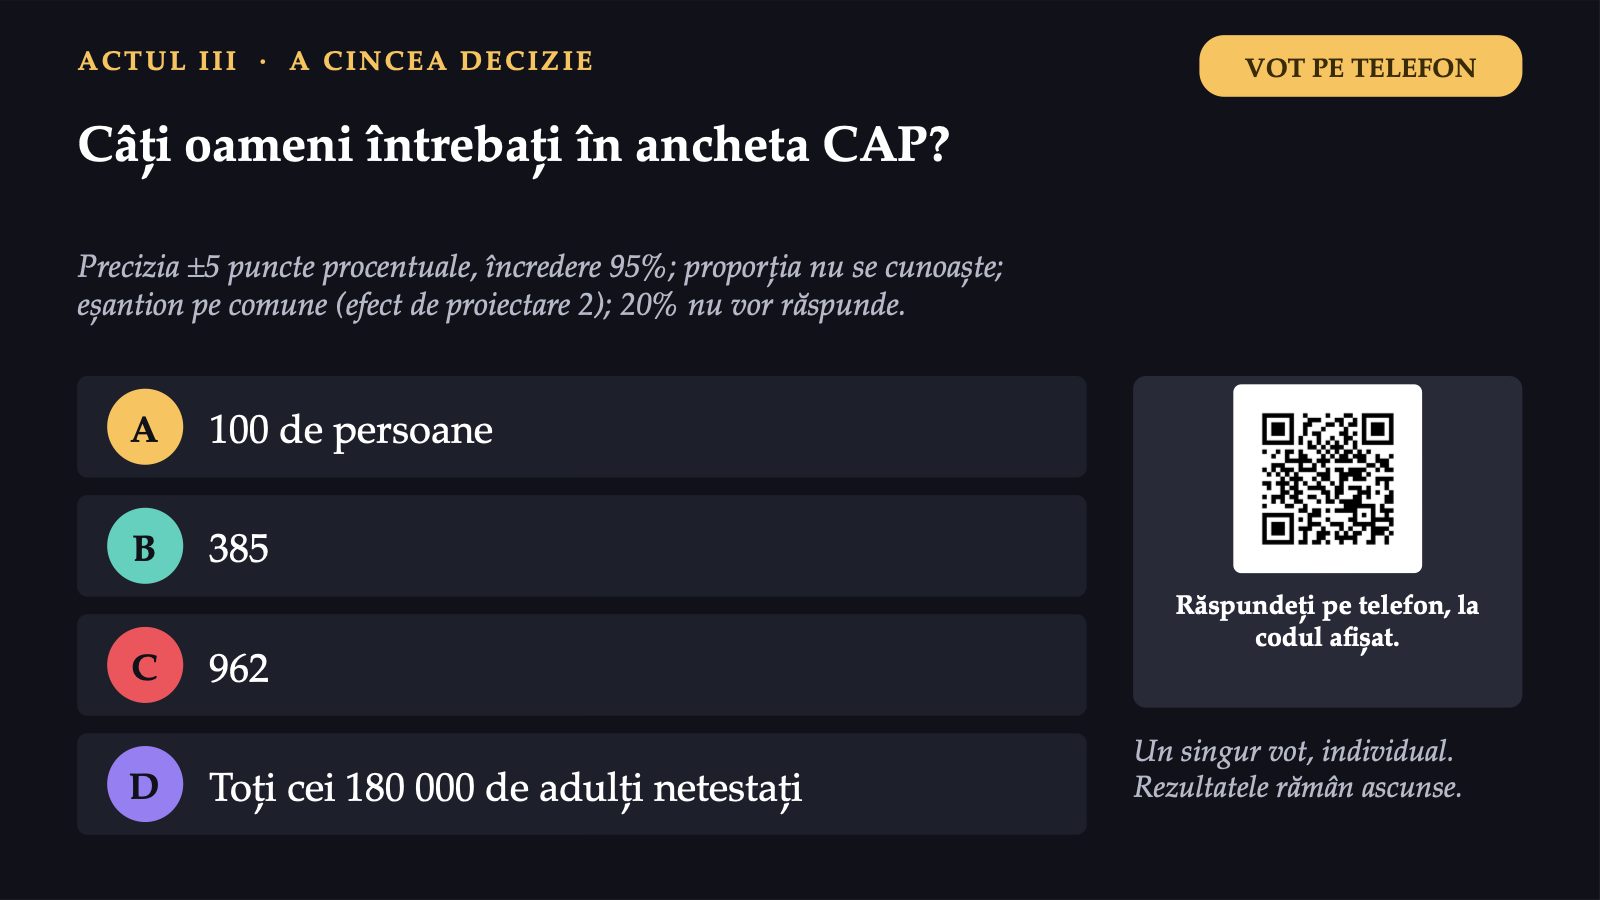 ACTUL III · A CINCEA DECIZIE
VOT PE TELEFON
Câți oameni întrebați în ancheta CAP?
Precizia ±5 puncte procentuale, încredere 95%; proporția nu se cunoaște;
eșantion pe comune (efect de proiectare 2); 20% nu vor răspunde.
A 100 de persoane
B 385
C 962
D Toți cei 180 000 de adulți netestați
Răspundeți pe telefon, la
codul afișat.
Un singur vot, individual.
Rezultatele rămân ascunse.